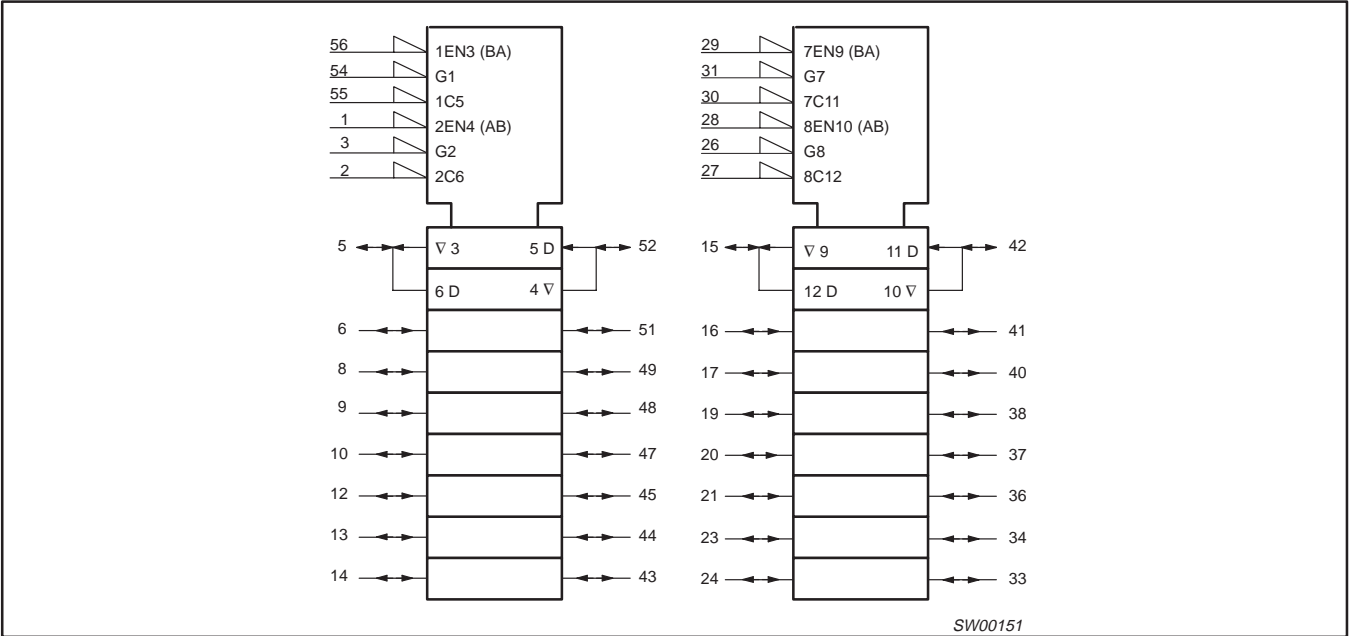 56 1EN3 (BA)
54 G1
55 1C5
1 2EN4 (AB)
3 G2
2 2C6
5 ∇ 3 5 D 52
6 D 4 ∇
6 51
8 49
9 48
10 47
12 45
13 44
14 43
29 7EN9 (BA)
31 G7
30 7C11
28 8EN10 (AB)
26 G8
27 8C12
15 ∇ 9 11 D 42
12 D 10 ∇
16 41
17 40
19 38
20 37
21 36
23 34
24 33
SW00151